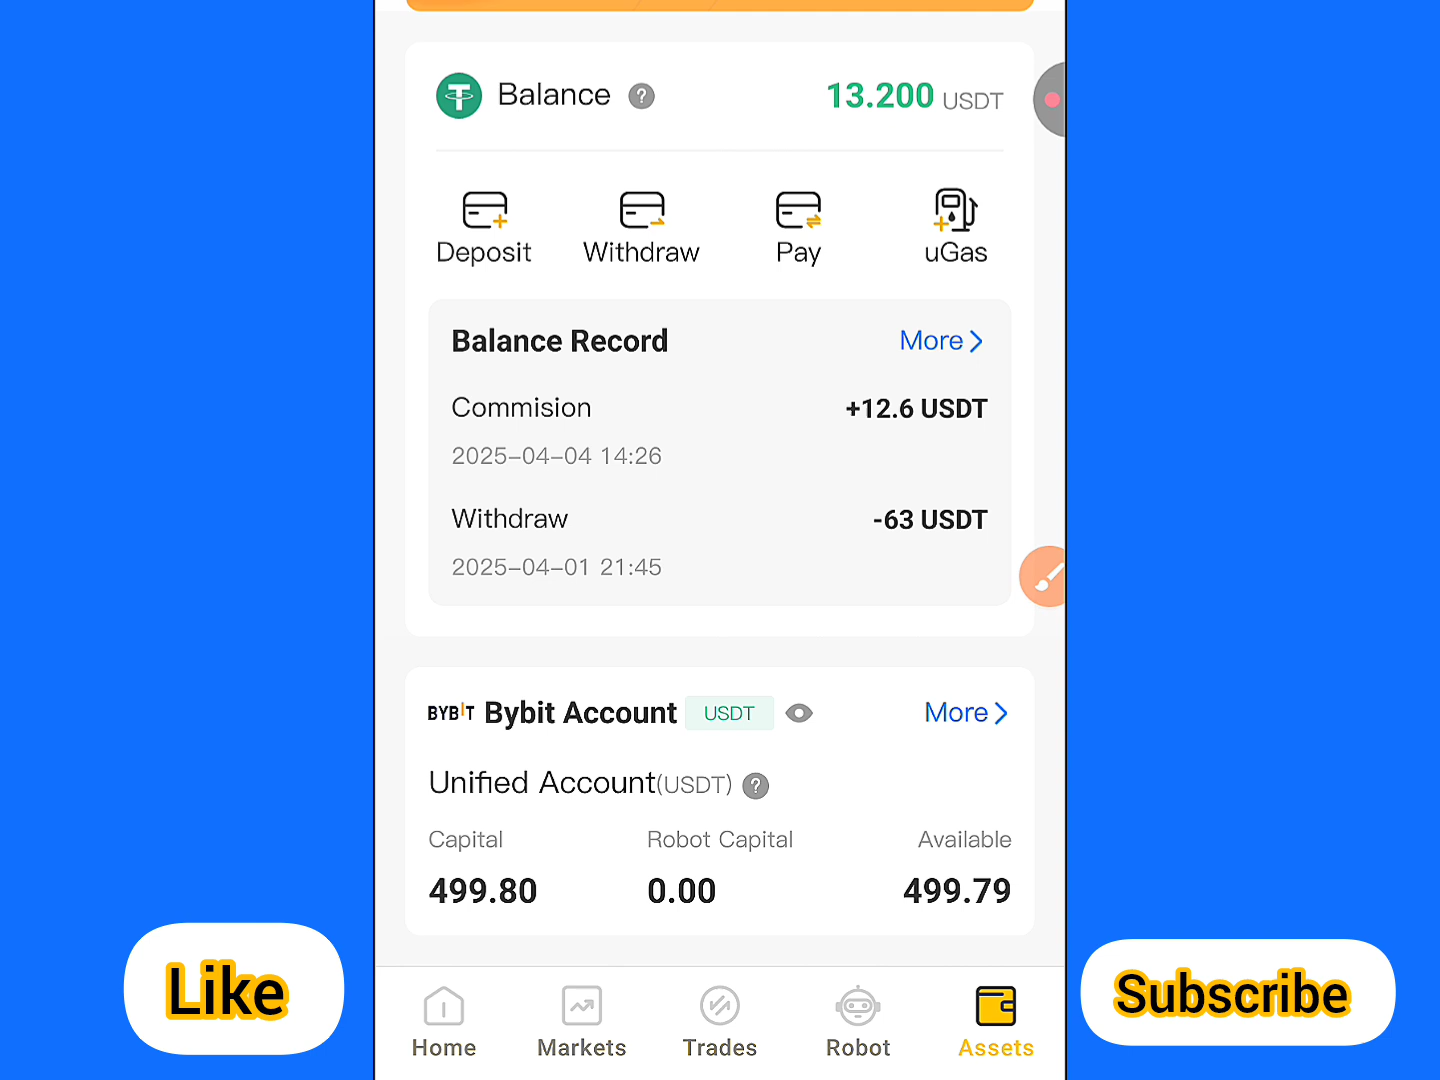 Balance ? 13.200 USDT
Deposit Withdraw Pay uGas
Balance Record More >
Commision +12.6 USDT
2025-04-04 14:26
Withdraw -63 USDT
2025-04-01 21:45
BYBIT Bybit Account USDT More >
Unified Account(USDT) ?
Capital Robot Capital Available
499.80 0.00 499.79
Like
Subscribe
Home Markets Trades Robot Assets